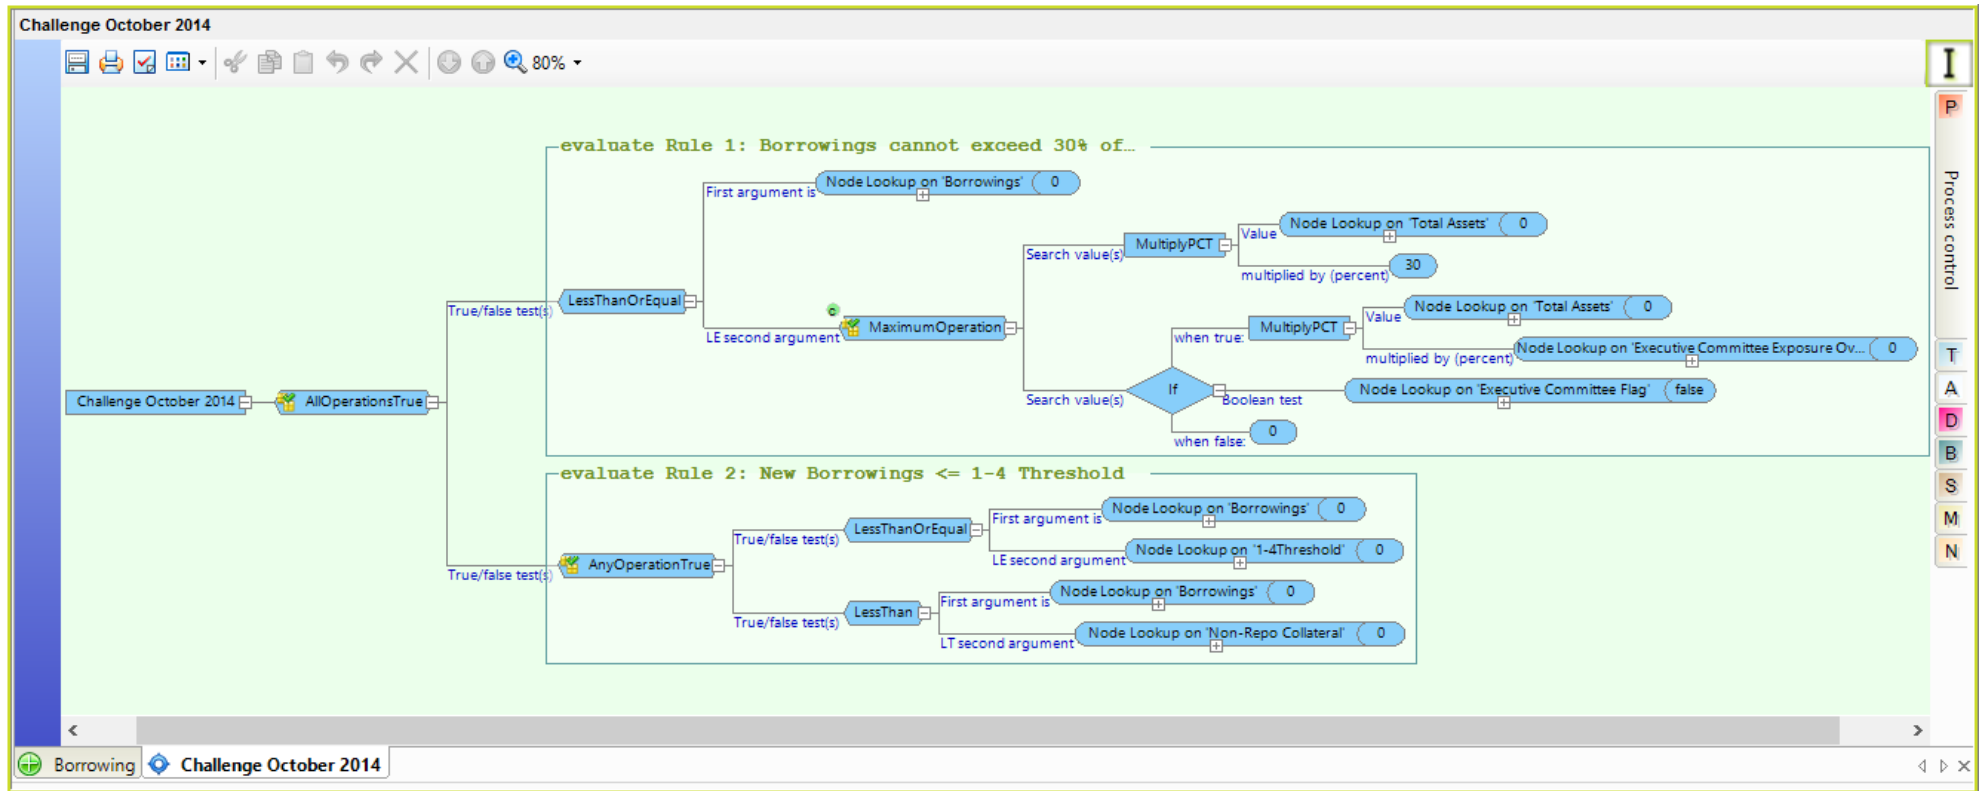 Challenge October 2014
80%
I
P
Process control
T
A
D
B
S
M
N
evaluate Rule 1: Borrowings cannot exceed 30% of…
First argument is
Node Lookup on 'Borrowings' 0
Search value(s)
MultiplyPCT
Value
Node Lookup on 'Total Assets' 0
multiplied by (percent)
30
True/false test(s)
LessThanOrEqual
LE second argument
c
MaximumOperation
when true:
MultiplyPCT
Value
Node Lookup on 'Total Assets' 0
multiplied by (percent)
Node Lookup on 'Executive Committee Exposure Ov... 0
Search value(s)
If
Boolean test
Node Lookup on 'Executive Committee Flag' false
when false:
0
Challenge October 2014
AllOperationsTrue
evaluate Rule 2: New Borrowings <= 1-4 Threshold
True/false test(s)
AnyOperationTrue
True/false test(s)
LessThanOrEqual
First argument is
Node Lookup on 'Borrowings' 0
LE second argument
Node Lookup on '1-4Threshold' 0
True/false test(s)
LessThan
First argument is
Node Lookup on 'Borrowings' 0
LT second argument
Node Lookup on 'Non-Repo Collateral' 0
Borrowing
Challenge October 2014